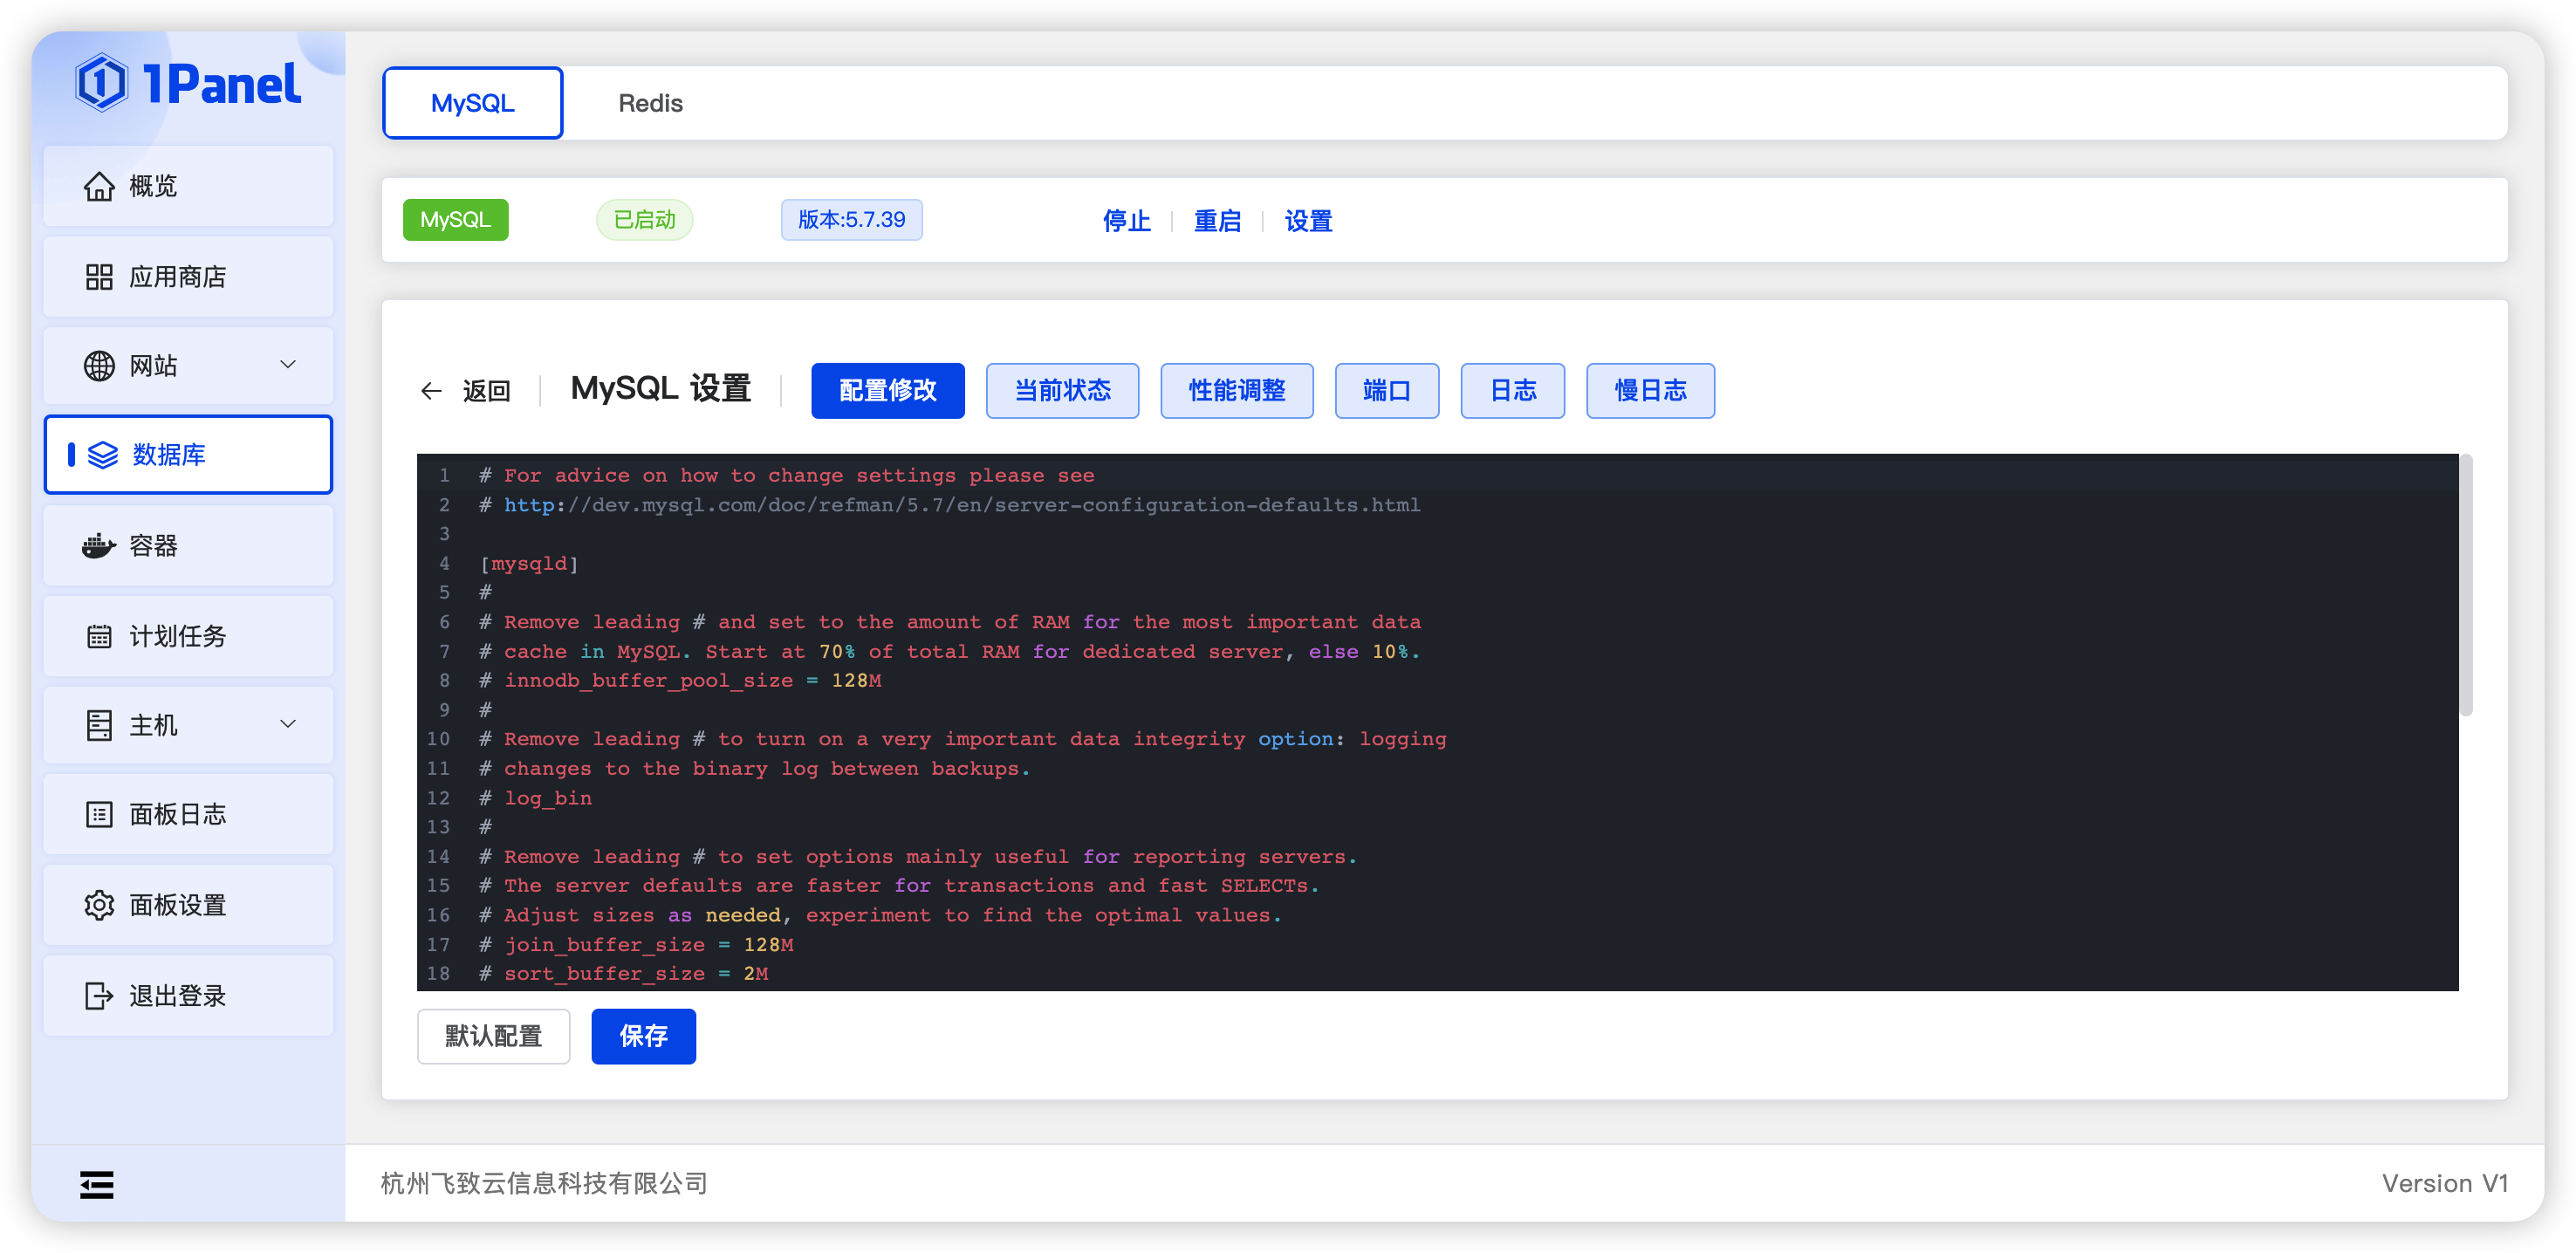 1Panel
概览
应用商店
网站
数据库
容器
计划任务
主机
面板日志
面板设置
退出登录
MySQL
Redis
MySQL
已启动
版本:5.7.39
停止
重启
设置
返回
MySQL 设置
配置修改
当前状态
性能调整
端口
日志
慢日志
1 # For advice on how to change settings please see
2 # http://dev.mysql.com/doc/refman/5.7/en/server-configuration-defaults.html
3
4 [mysqld]
5 #
6 # Remove leading # and set to the amount of RAM for the most important data
7 # cache in MySQL. Start at 70% of total RAM for dedicated server, else 10%.
8 # innodb_buffer_pool_size = 128M
9 #
10 # Remove leading # to turn on a very important data integrity option: logging
11 # changes to the binary log between backups.
12 # log_bin
13 #
14 # Remove leading # to set options mainly useful for reporting servers.
15 # The server defaults are faster for transactions and fast SELECTs.
16 # Adjust sizes as needed, experiment to find the optimal values.
17 # join_buffer_size = 128M
18 # sort_buffer_size = 2M
默认配置
保存
杭州飞致云信息科技有限公司
Version V1